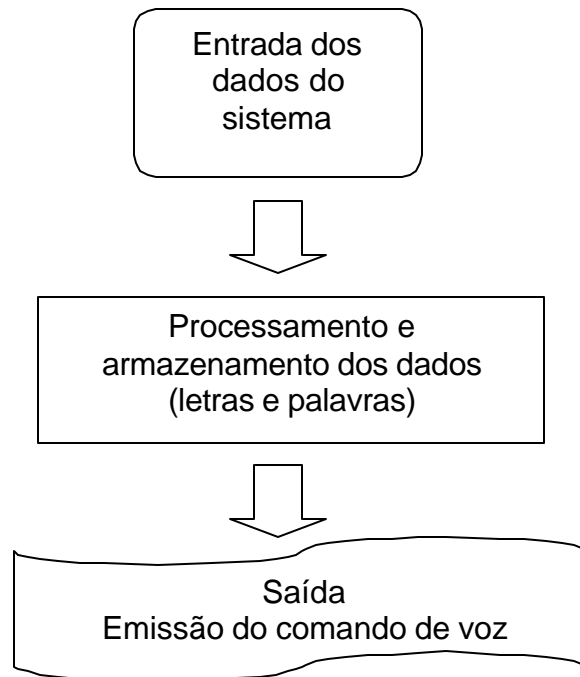 Entrada dos
dados do
sistema
Processamento e
armazenamento dos dados
(letras e palavras)
Saída
Emissão do comando de voz